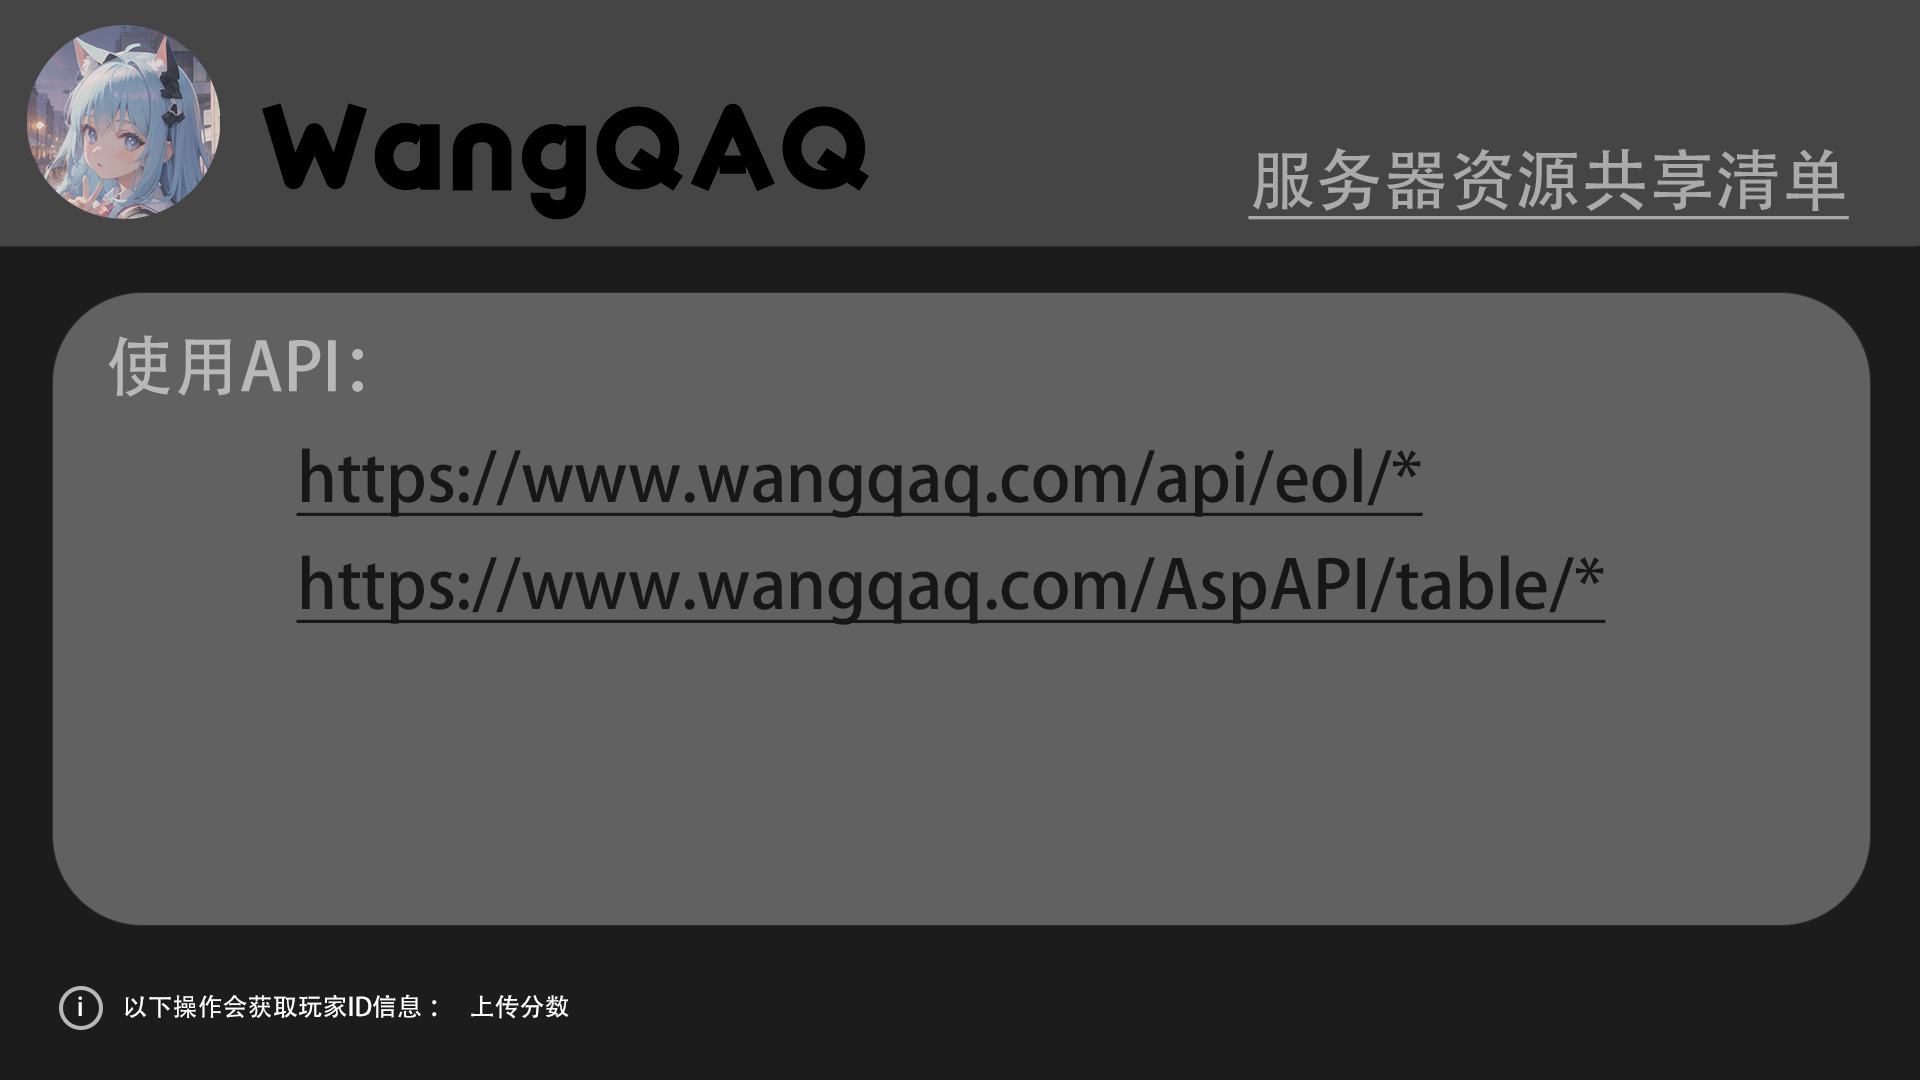 WangQAQ
服务器资源共享清单
使用API：
https://www.wangqaq.com/api/eol/*
https://www.wangqaq.com/AspAPI/table/*
i 以下操作会获取玩家ID信息： 上传分数